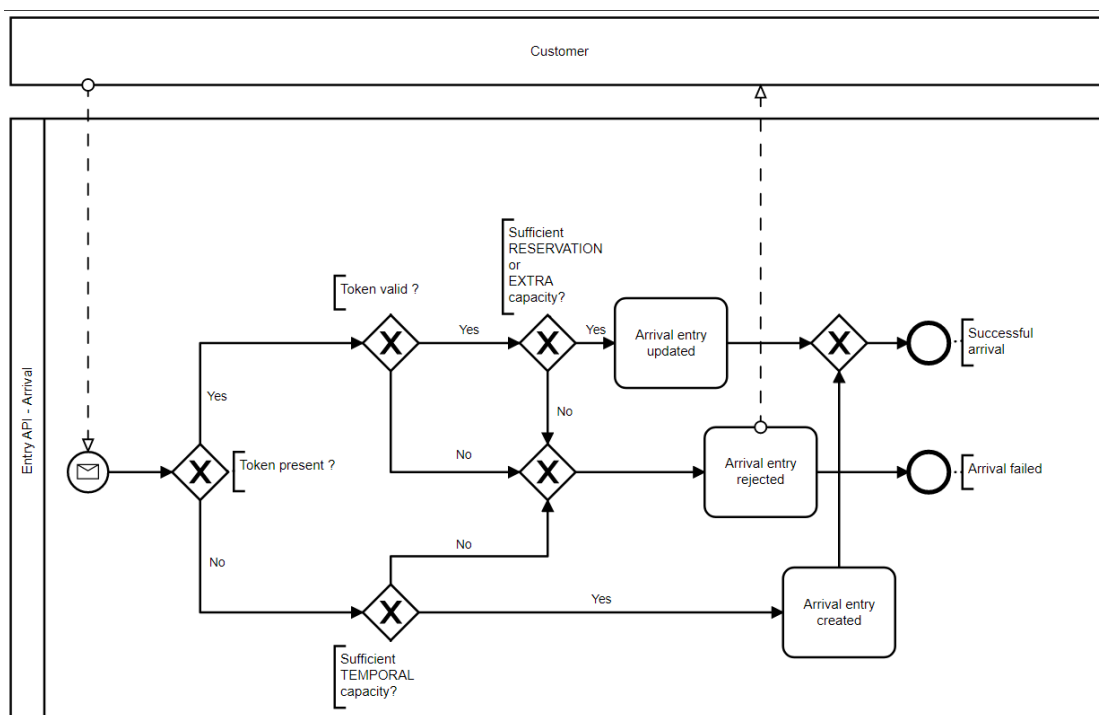 Customer
Entry API - Arrival
Sufficient
RESERVATION
or
EXTRA
capacity?
Token valid ?
Yes
Yes
Arrival entry
updated
Successful
arrival
Yes
No
Token present ?
No
Arrival entry
rejected
Arrival failed
No
No
Yes
Arrival entry
created
Sufficient
TEMPORAL
capacity?